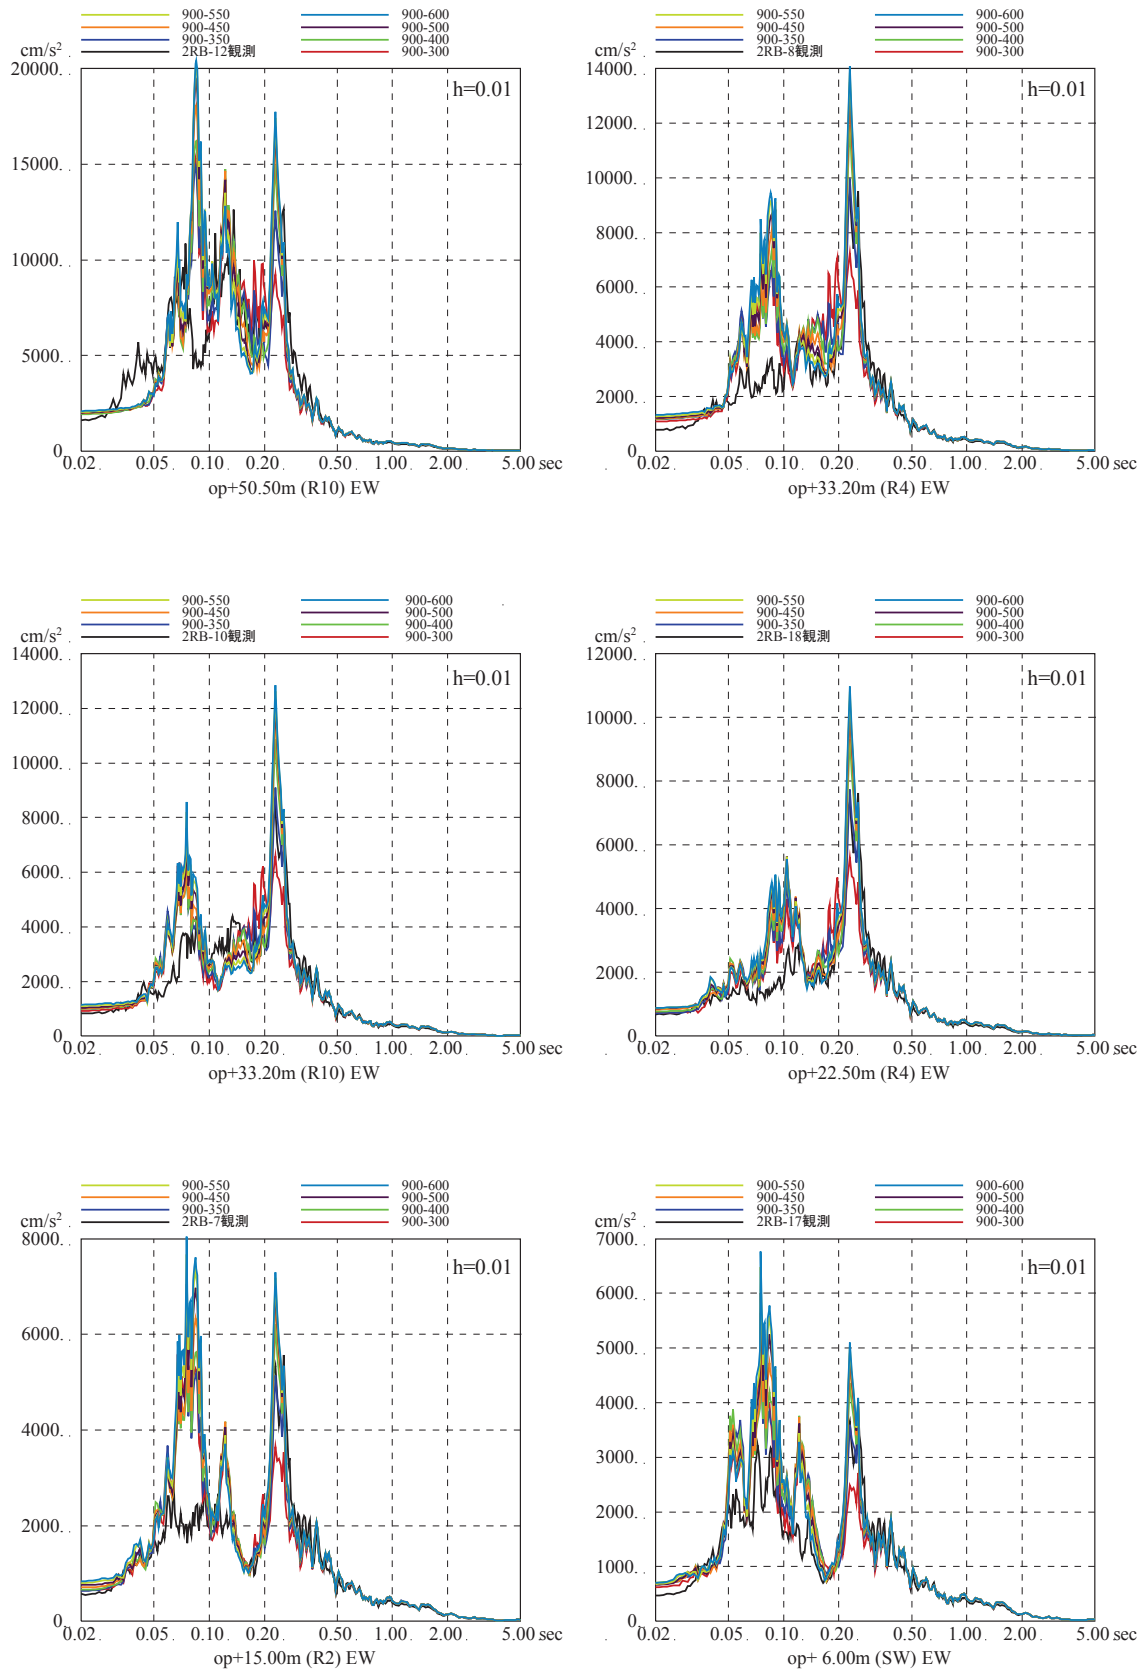 900-550 900-600
900-450 900-500
900-350 900-400
2RB-12観測 900-300
cm/s²
h=0.01
20000.
15000.
10000.
5000.
0.
0.02 0.05 0.10 0.20 0.50 1.00 2.00 5.00 sec
op+50.50m (R10) EW
900-550 900-600
900-450 900-500
900-350 900-400
2RB-8観測 900-300
cm/s²
h=0.01
14000.
12000.
10000.
8000.
6000.
4000.
2000.
0.
0.02 0.05 0.10 0.20 0.50 1.00 2.00 5.00 sec
op+33.20m (R4) EW
900-550 900-600
900-450 900-500
900-350 900-400
2RB-10観測 900-300
cm/s²
h=0.01
14000.
12000.
10000.
8000.
6000.
4000.
2000.
0.
0.02 0.05 0.10 0.20 0.50 1.00 2.00 5.00 sec
op+33.20m (R10) EW
900-550 900-600
900-450 900-500
900-350 900-400
2RB-18観測 900-300
cm/s²
h=0.01
12000.
10000.
8000.
6000.
4000.
2000.
0.
0.02 0.05 0.10 0.20 0.50 1.00 2.00 5.00 sec
op+22.50m (R4) EW
900-550 900-600
900-450 900-500
900-350 900-400
2RB-7観測 900-300
cm/s²
h=0.01
8000.
6000.
4000.
2000.
0.
0.02 0.05 0.10 0.20 0.50 1.00 2.00 5.00 sec
op+15.00m (R2) EW
900-550 900-600
900-450 900-500
900-350 900-400
2RB-17観測 900-300
cm/s²
h=0.01
7000.
6000.
5000.
4000.
3000.
2000.
1000.
0.
0.02 0.05 0.10 0.20 0.50 1.00 2.00 5.00 sec
op+ 6.00m (SW) EW